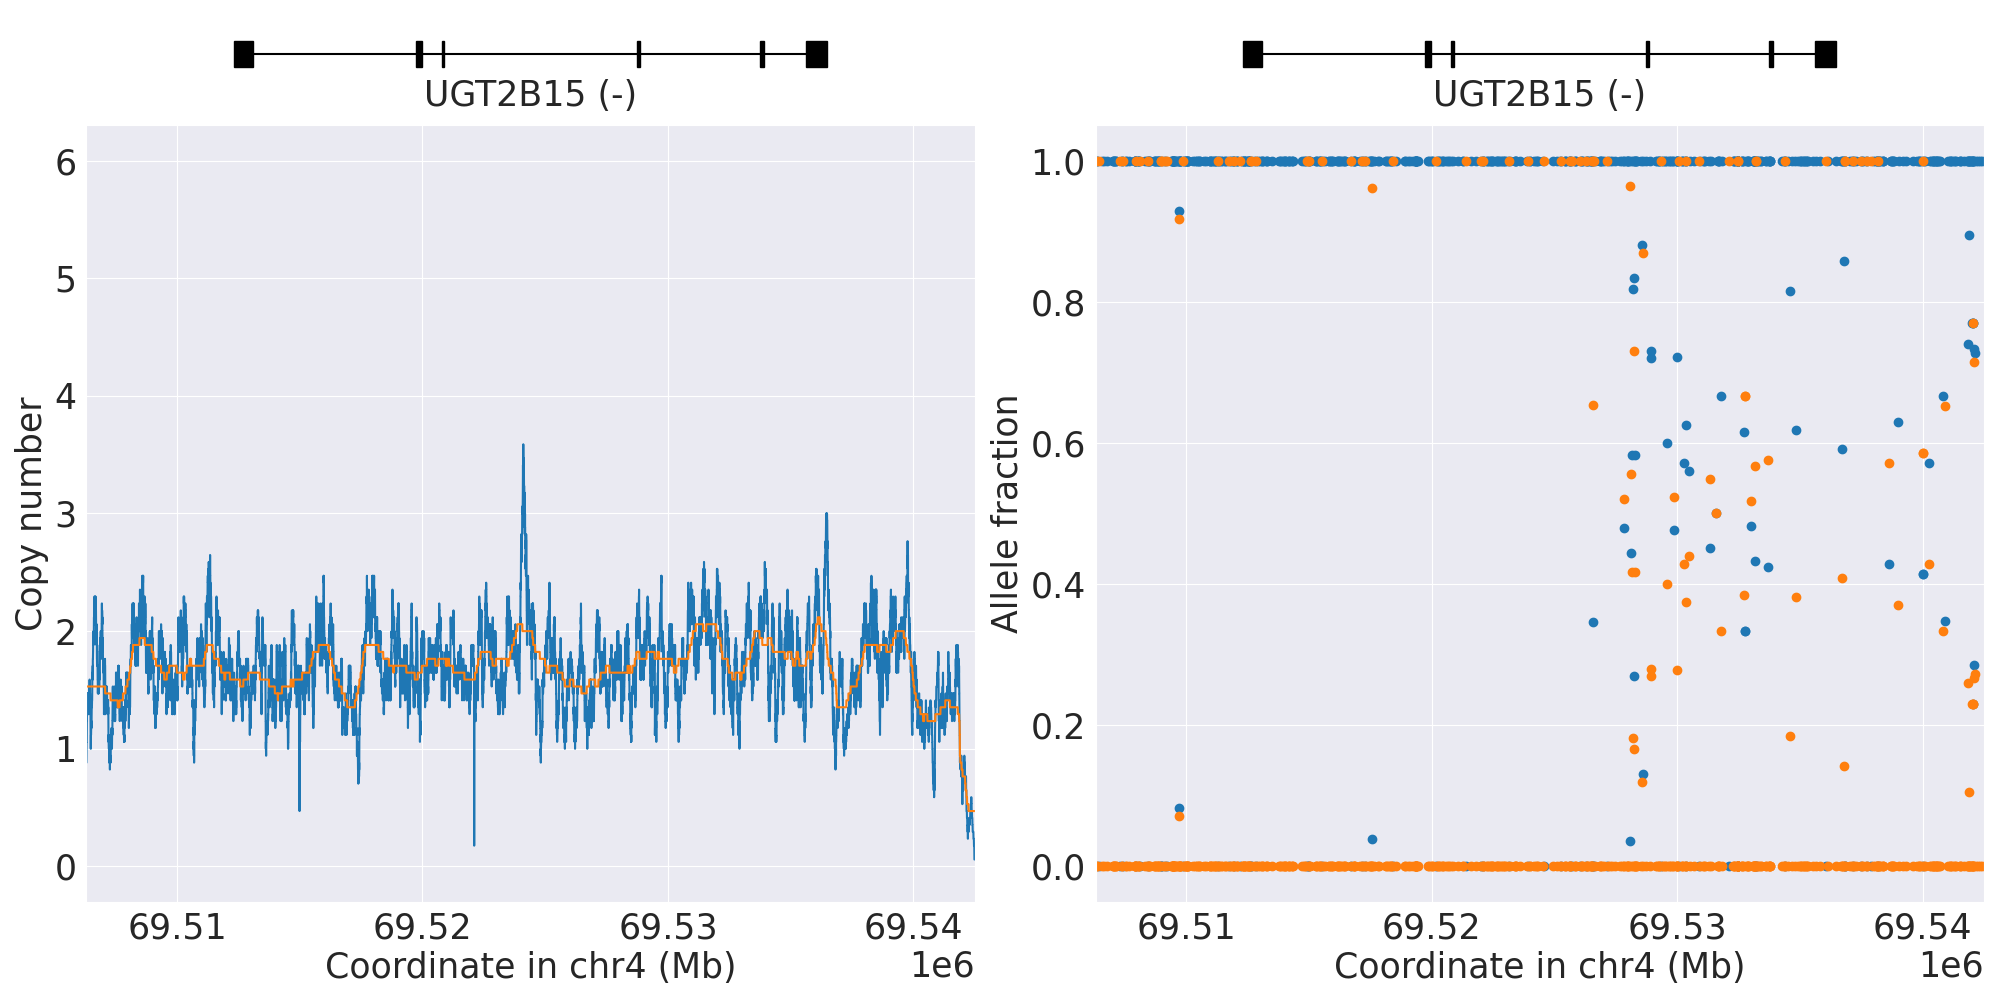 UGT2B15 (-)
6
5
4
3
2
1
0
Copy number
69.51
69.52
69.53
69.54
Coordinate in chr4 (Mb)
1e6
UGT2B15 (-)
1.0
0.8
0.6
0.4
0.2
0.0
Allele fraction
69.51
69.52
69.53
69.54
Coordinate in chr4 (Mb)
1e6